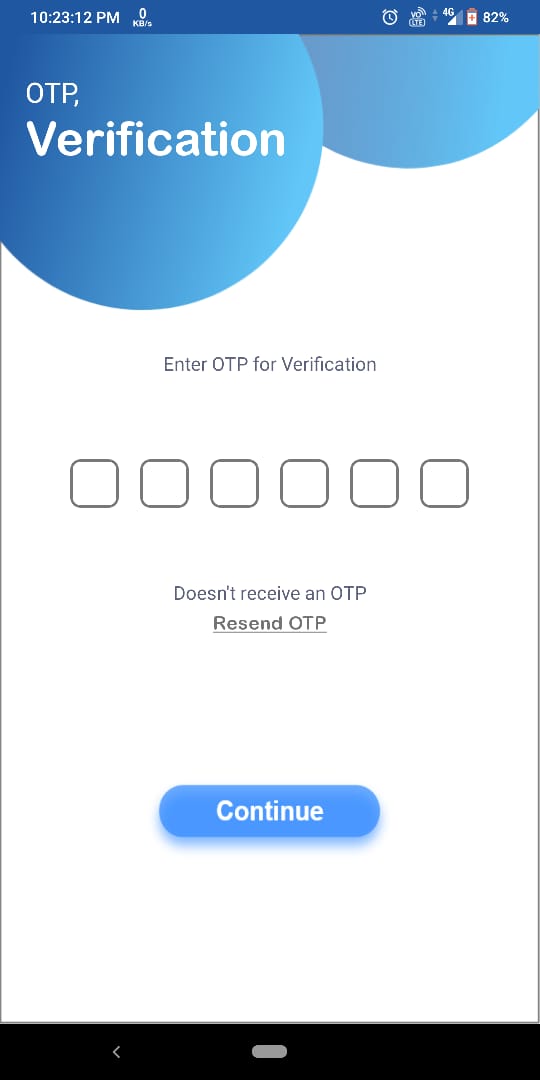 10:23:12 PM 0 KB/s VO LTE 4G 82%
OTP,
Verification
Enter OTP for Verification
Doesn't receive an OTP
Resend OTP
Continue